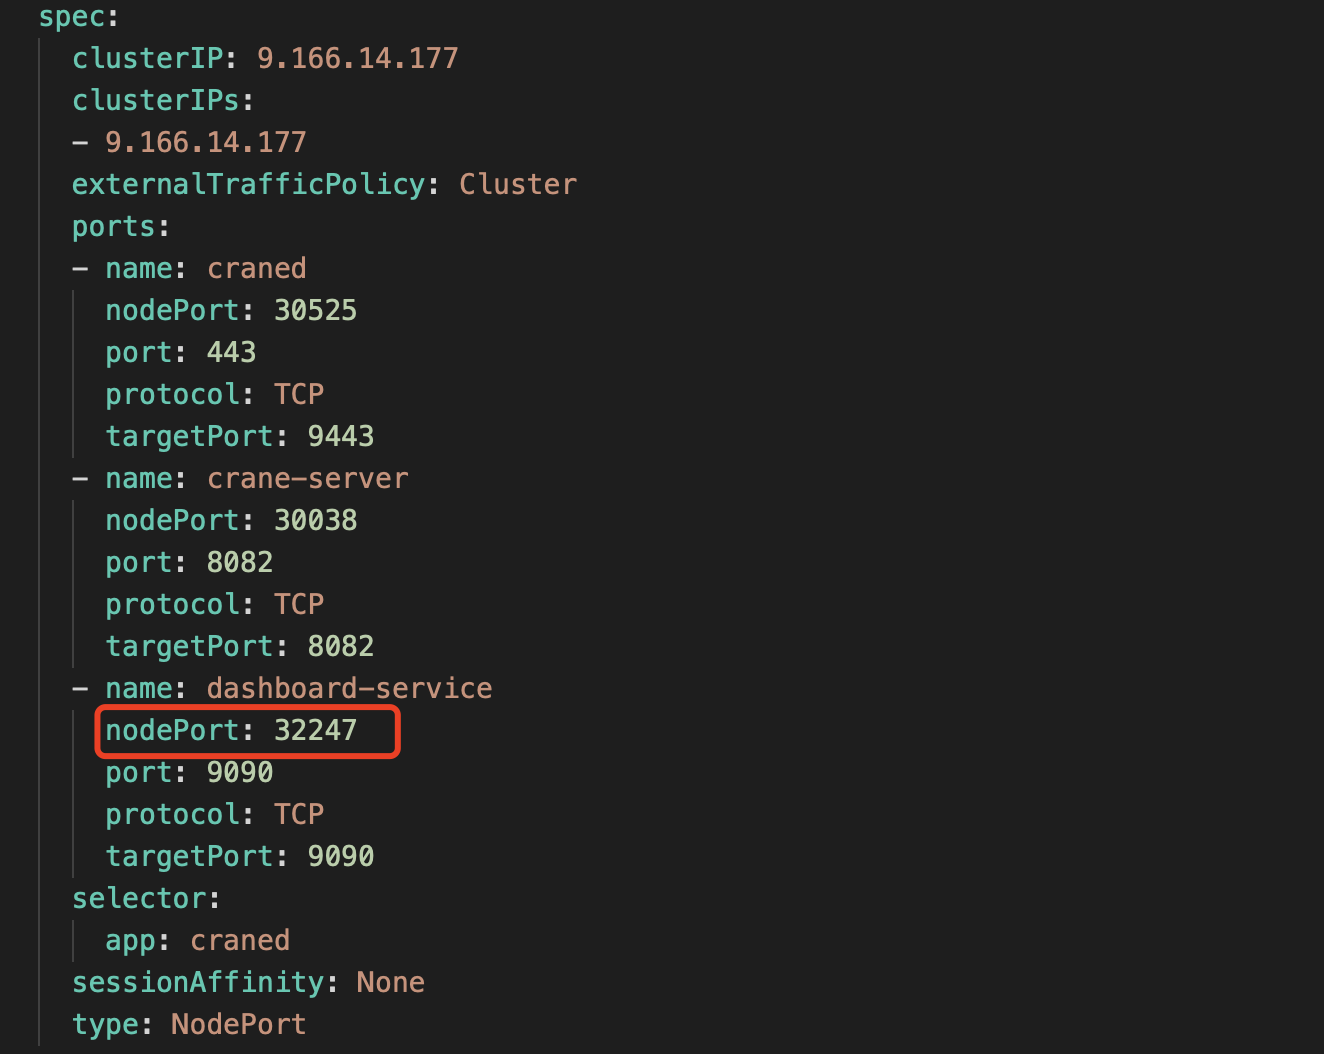 spec:
clusterIP: 9.166.14.177
clusterIPs:
- 9.166.14.177
externalTrafficPolicy: Cluster
ports:
- name: craned
nodePort: 30525
port: 443
protocol: TCP
targetPort: 9443
- name: crane-server
nodePort: 30038
port: 8082
protocol: TCP
targetPort: 8082
- name: dashboard-service
nodePort: 32247
port: 9090
protocol: TCP
targetPort: 9090
selector:
app: craned
sessionAffinity: None
type: NodePort